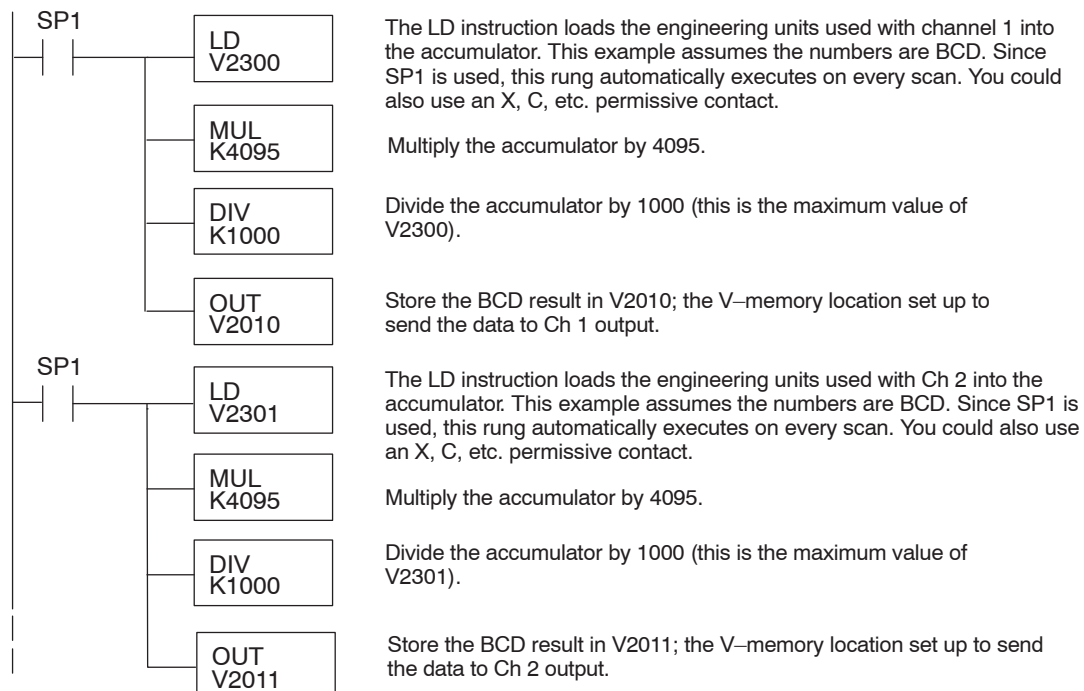 SP1
LD
V2300
The LD instruction loads the engineering units used with channel 1 into
the accumulator. This example assumes the numbers are BCD. Since
SP1 is used, this rung automatically executes on every scan. You could
also use an X, C, etc. permissive contact.
MUL
K4095
Multiply the accumulator by 4095.
DIV
K1000
Divide the accumulator by 1000 (this is the maximum value of
V2300).
OUT
V2010
Store the BCD result in V2010; the V–memory location set up to
send the data to Ch 1 output.
SP1
LD
V2301
The LD instruction loads the engineering units used with Ch 2 into the
accumulator. This example assumes the numbers are BCD. Since SP1 is
used, this rung automatically executes on every scan. You could also use
an X, C, etc. permissive contact.
MUL
K4095
Multiply the accumulator by 4095.
DIV
K1000
Divide the accumulator by 1000 (this is the maximum value of
V2301).
OUT
V2011
Store the BCD result in V2011; the V–memory location set up to send
the data to Ch 2 output.